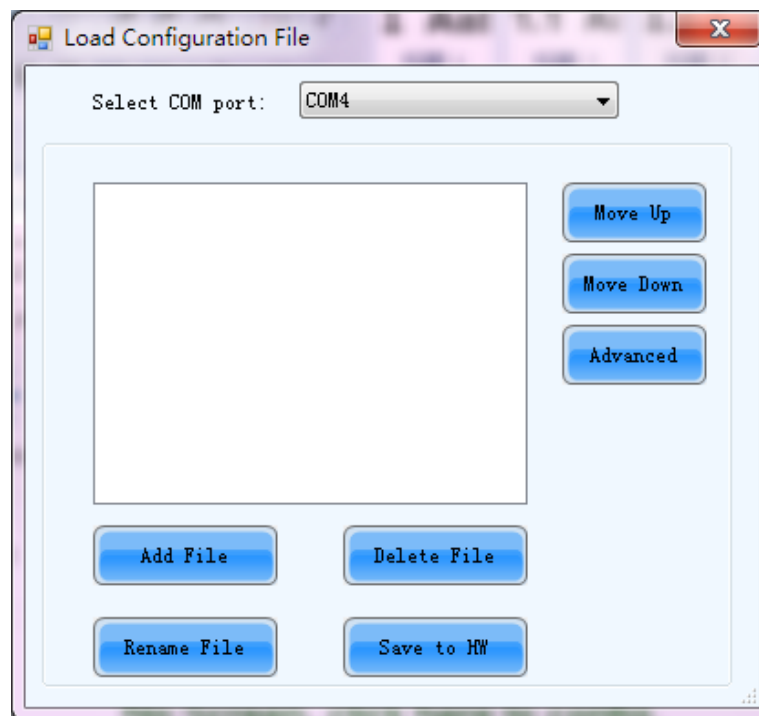 Load Configuration File
Select COM port: COM4
Move Up
Move Down
Advanced
Add File Delete File
Rename File Save to HW